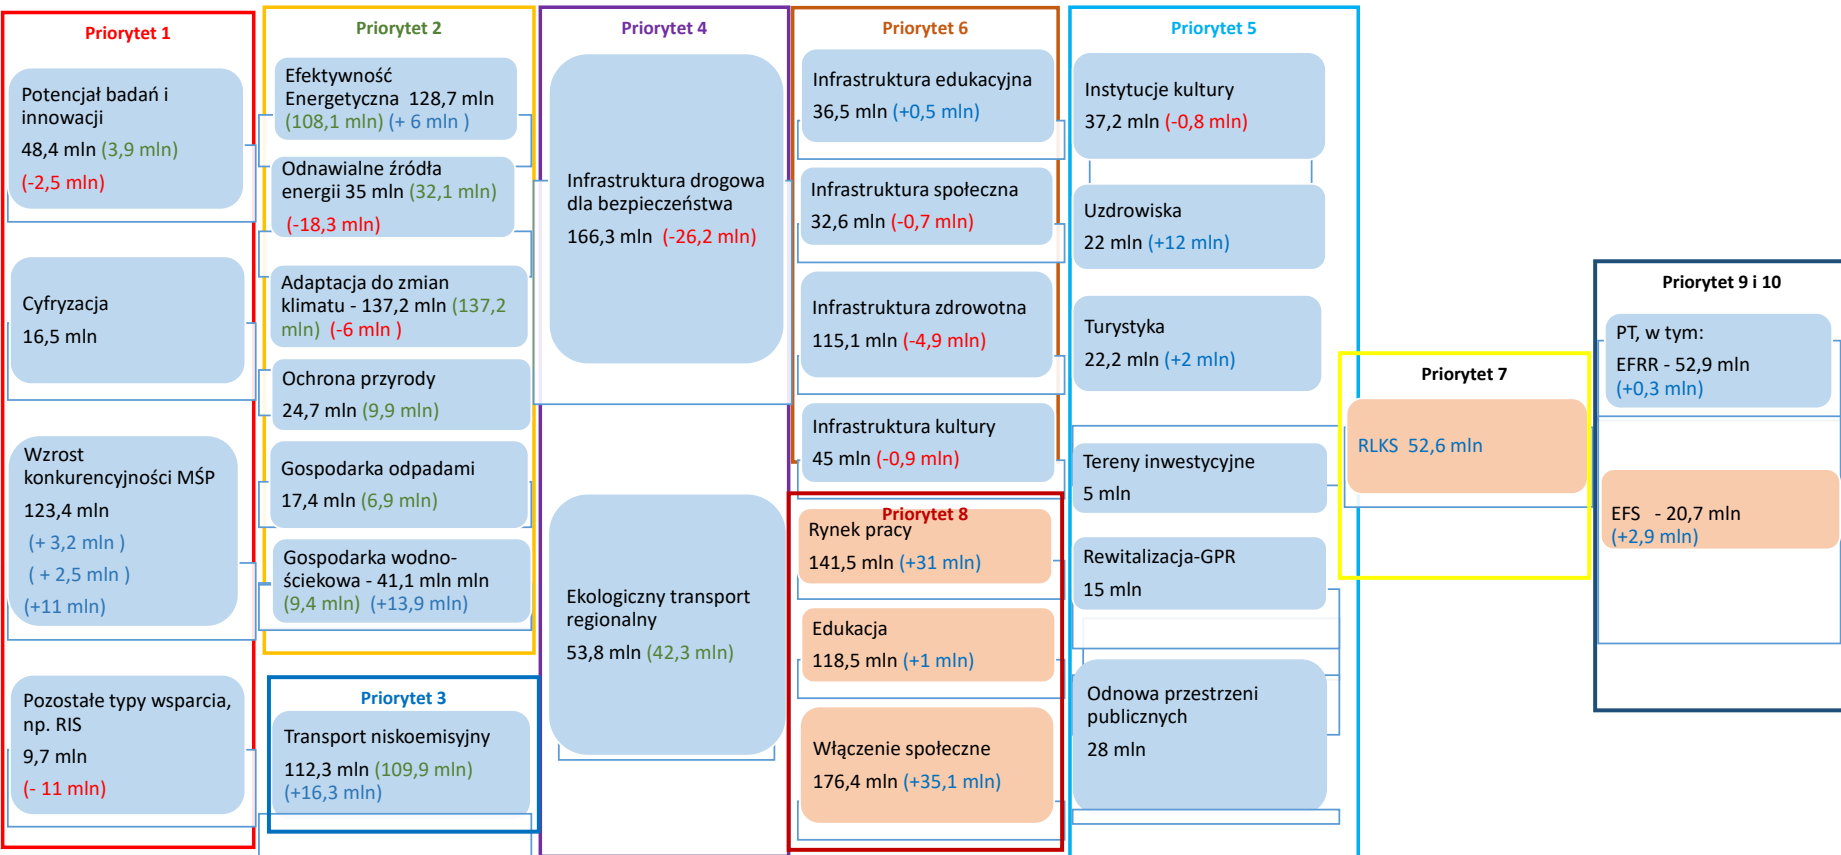 Priorytet 1
Potencjał badań i
innowacji
48,4 mln (3,9 mln)
(-2,5 mln)
Cyfryzacja
16,5 mln
Wzrost
konkurencyjności MŚP
123,4 mln
(+ 3,2 mln )
( + 2,5 mln )
(+11 mln)
Pozostałe typy wsparcia,
np. RIS
9,7 mln
(- 11 mln)
Priorytet 2
Efektywność
Energetyczna 128,7 mln
(108,1 mln) (+ 6 mln )
Odnawialne źródła
energii 35 mln (32,1 mln)
(-18,3 mln)
Adaptacja do zmian
klimatu - 137,2 mln (137,2
mln) (-6 mln )
Ochrona przyrody
24,7 mln (9,9 mln)
Gospodarka odpadami
17,4 mln (6,9 mln)
Gospodarka wodno-
ściekowa - 41,1 mln mln
(9,4 mln) (+13,9 mln)
Priorytet 3
Transport niskoemisyjny
112,3 mln (109,9 mln)
(+16,3 mln)
Priorytet 4
Infrastruktura drogowa
dla bezpieczeństwa
166,3 mln (-26,2 mln)
Ekologiczny transport
regionalny
53,8 mln (42,3 mln)
Priorytet 6
Infrastruktura edukacyjna
36,5 mln (+0,5 mln)
Infrastruktura społeczna
32,6 mln (-0,7 mln)
Infrastruktura zdrowotna
115,1 mln (-4,9 mln)
Infrastruktura kultury
45 mln (-0,9 mln)
Priorytet 8
Rynek pracy
141,5 mln (+31 mln)
Edukacja
118,5 mln (+1 mln)
Włączenie społeczne
176,4 mln (+35,1 mln)
Priorytet 5
Instytucje kultury
37,2 mln (-0,8 mln)
Uzdrowiska
22 mln (+12 mln)
Turystyka
22,2 mln (+2 mln)
Tereny inwestycyjne
5 mln
Rewitalizacja-GPR
15 mln
Odnowa przestrzeni
publicznych
28 mln
Priorytet 7
RLKS 52,6 mln
Priorytet 9 i 10
PT, w tym:
EFRR - 52,9 mln
(+0,3 mln)
EFS - 20,7 mln
(+2,9 mln)